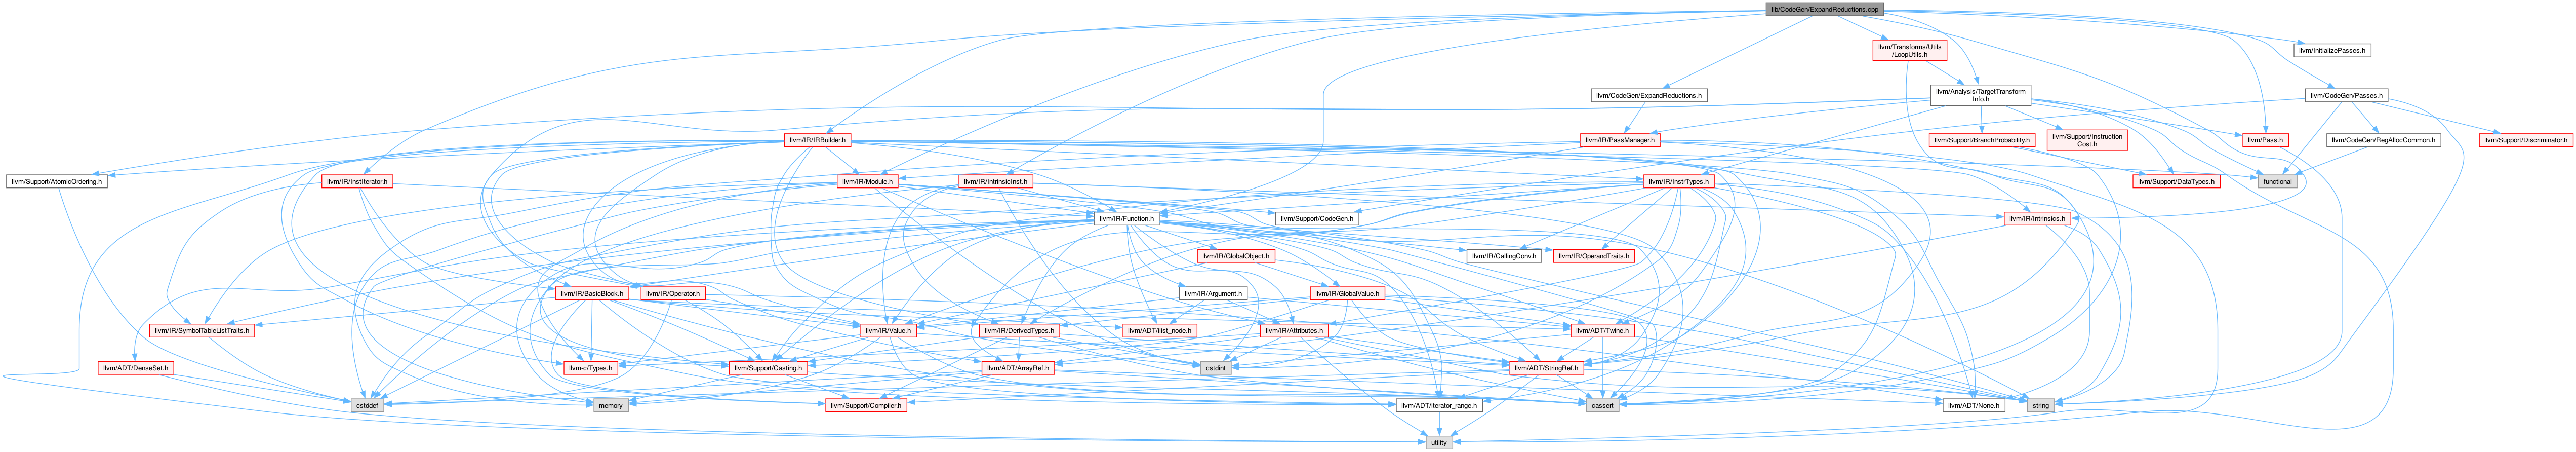 lib/CodeGen/ExpandReductions.cpp
llvm/Transforms/Utils
/LoopUtils.h
llvm/InitializePasses.h
llvm/CodeGen/ExpandReductions.h
llvm/Analysis/TargetTransform
Info.h
llvm/CodeGen/Passes.h
llvm/IR/IRBuilder.h
llvm/IR/PassManager.h
llvm/Support/BranchProbability.h
llvm/Support/Instruction
Cost.h
llvm/Pass.h
llvm/CodeGen/RegAllocCommon.h
llvm/Support/Discriminator.h
llvm/Support/AtomicOrdering.h
llvm/IR/InstIterator.h
llvm/IR/Module.h
llvm/IR/IntrinsicInst.h
llvm/IR/InstrTypes.h
llvm/Support/DataTypes.h
functional
llvm/IR/Function.h
llvm/Support/CodeGen.h
llvm/IR/Intrinsics.h
llvm/IR/GlobalObject.h
llvm/IR/CallingConv.h
llvm/IR/OperandTraits.h
llvm/IR/BasicBlock.h
llvm/IR/Operator.h
llvm/IR/Argument.h
llvm/IR/GlobalValue.h
llvm/IR/SymbolTableListTraits.h
llvm/IR/Value.h
llvm/IR/DerivedTypes.h
llvm/ADT/ilist_node.h
llvm/IR/Attributes.h
llvm/ADT/Twine.h
llvm/ADT/DenseSet.h
llvm-c/Types.h
llvm/Support/Casting.h
llvm/ADT/ArrayRef.h
cstdint
llvm/ADT/StringRef.h
cstddef
memory
llvm/Support/Compiler.h
llvm/ADT/iterator_range.h
cassert
llvm/ADT/None.h
string
utility